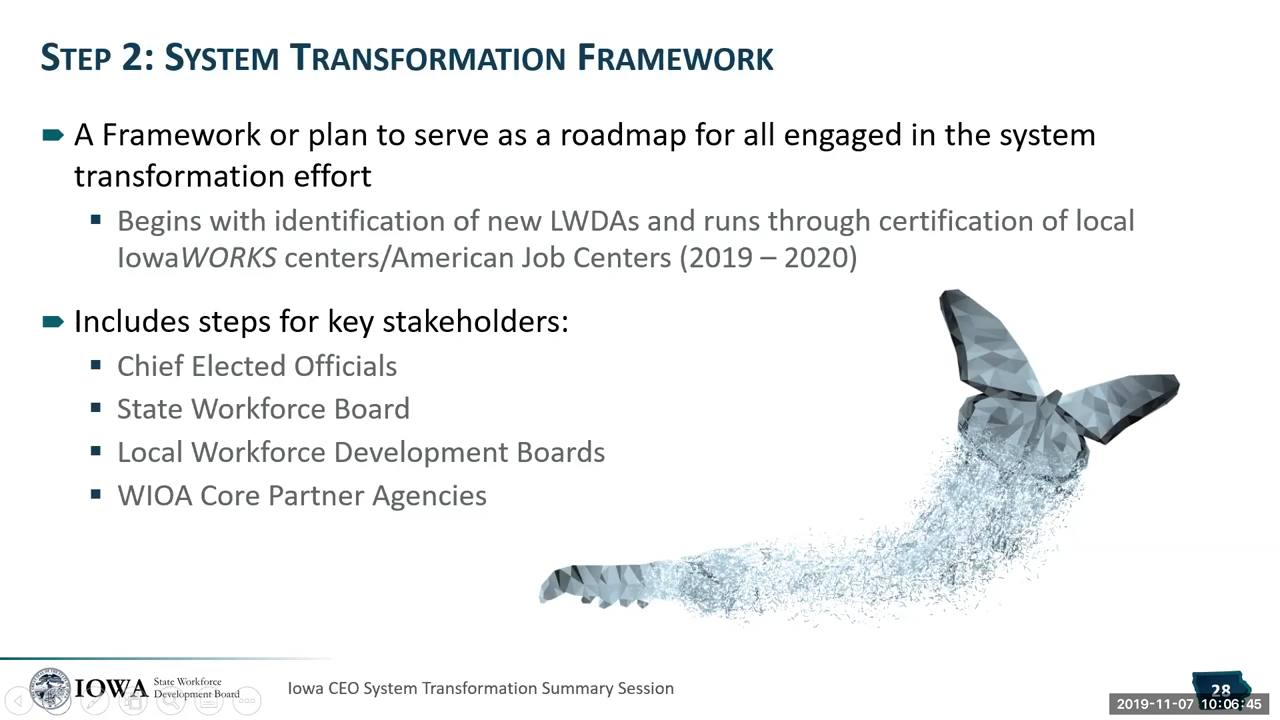 STEP 2: SYSTEM TRANSFORMATION FRAMEWORK
A Framework or plan to serve as a roadmap for all engaged in the system
transformation effort
Begins with identification of new LWDAs and runs through certification of local
IowaWORKS centers/American Job Centers (2019 – 2020)
Includes steps for key stakeholders:
Chief Elected Officials
State Workforce Board
Local Workforce Development Boards
WIOA Core Partner Agencies
IOWA State Workforce
Development Board
Iowa CEO System Transformation Summary Session
28
2019-11-07 10:06:45